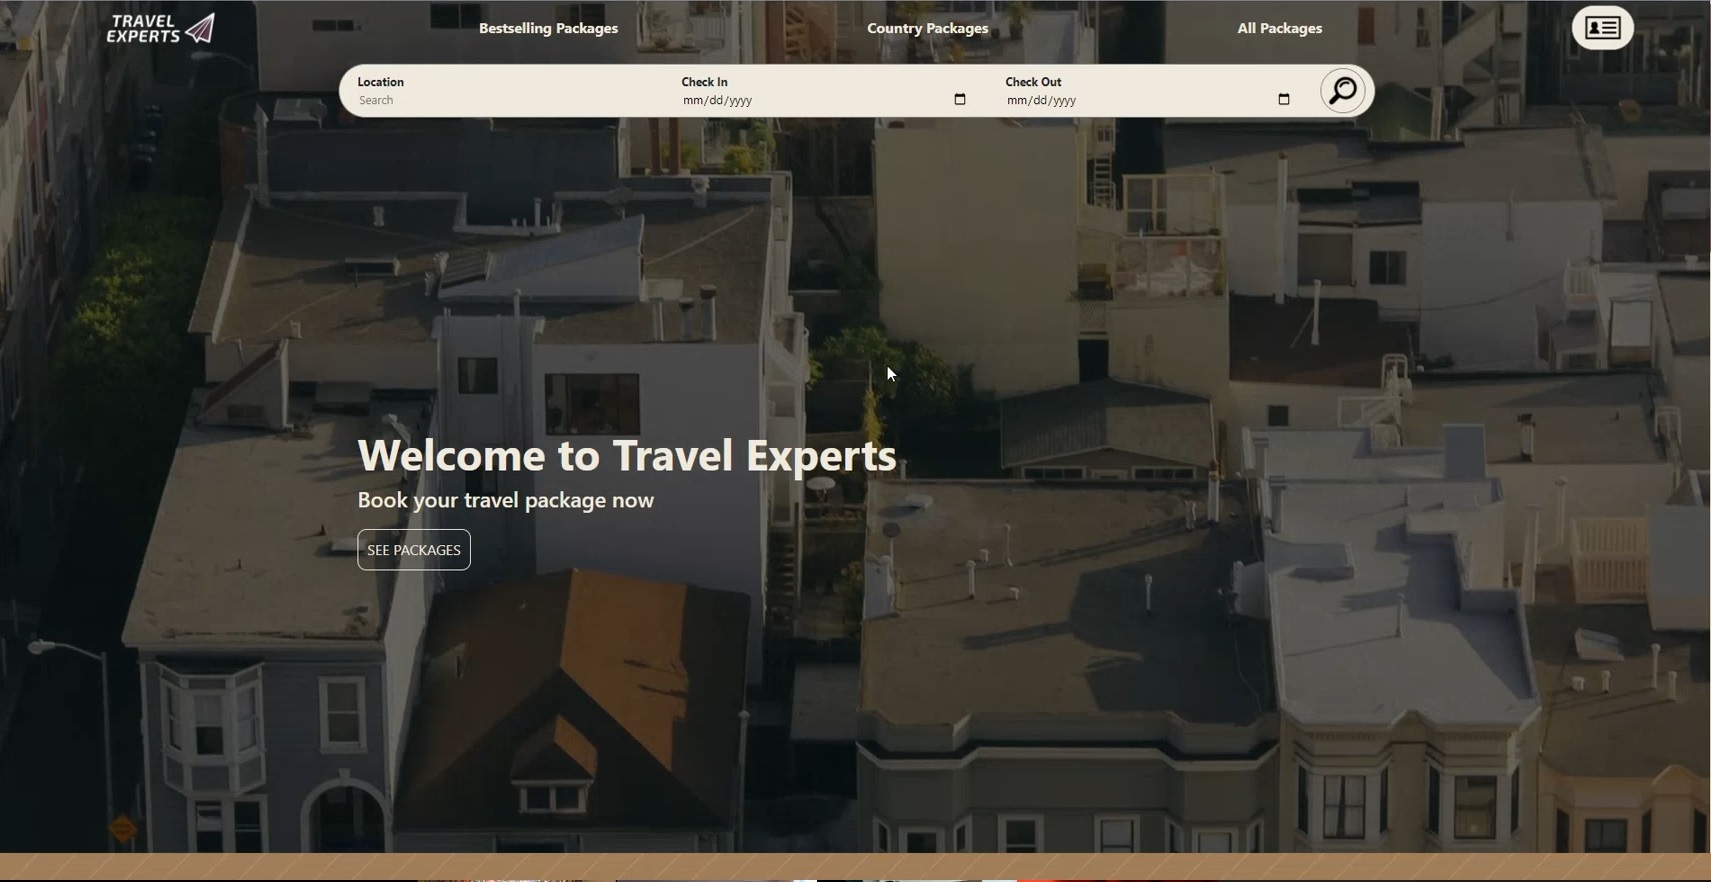 TRAVEL
EXPERTS
Bestselling Packages
Country Packages
All Packages
Location
Search
Check In
mm/dd/yyyy
Check Out
mm/dd/yyyy
Welcome to Travel Experts
Book your travel package now
SEE PACKAGES